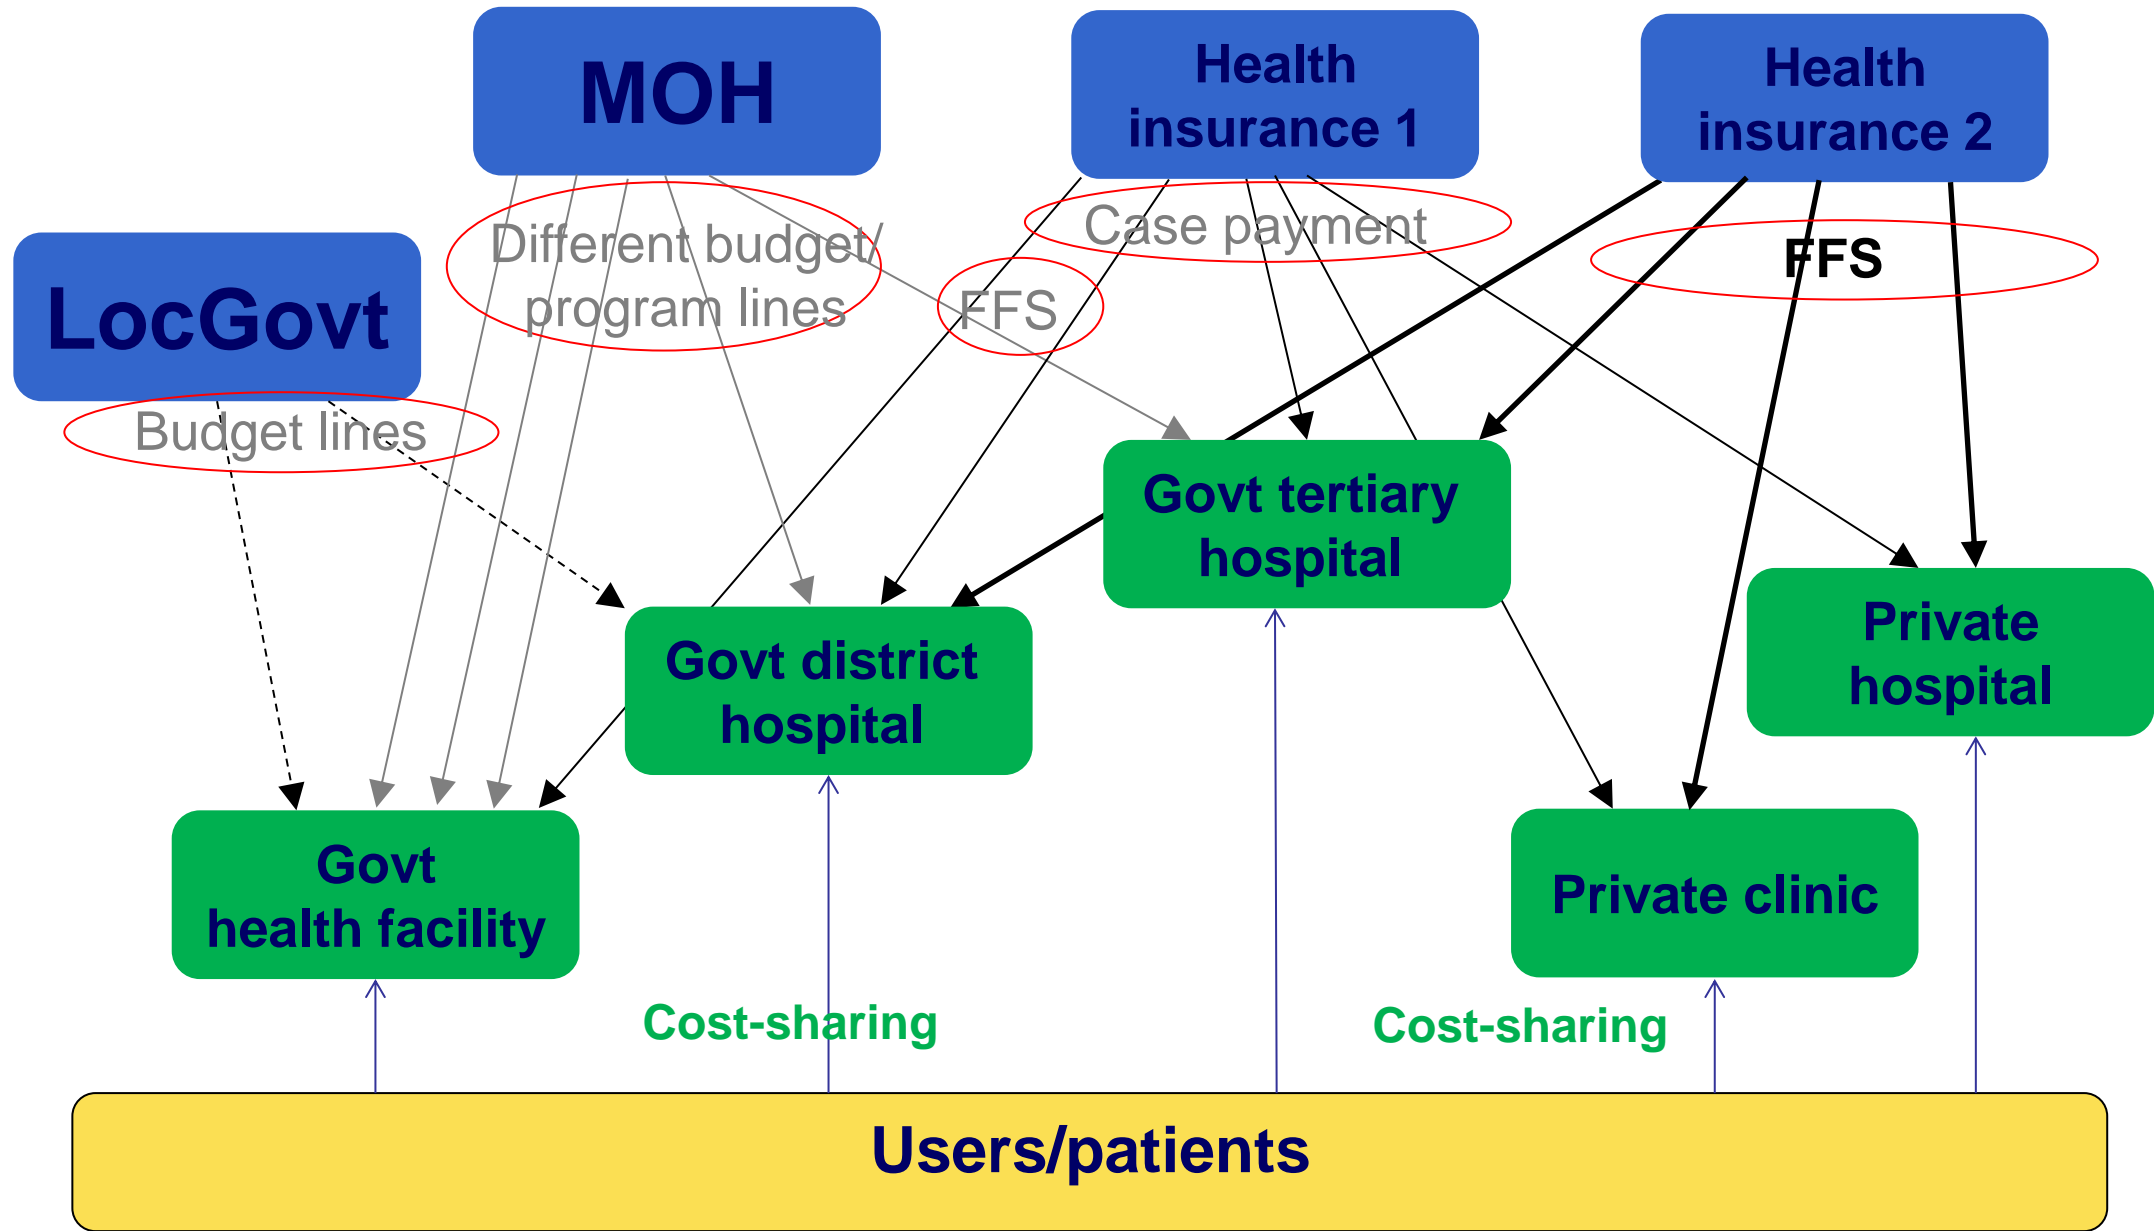 MOH
Health
insurance 1
Health
insurance 2
LocGovt
Different budget/
program lines
Case payment
FFS
FFS
Budget lines
Govt tertiary
hospital
Private
hospital
Govt district
hospital
Govt
health facility
Private clinic
Cost-sharing
Cost-sharing
Users/patients